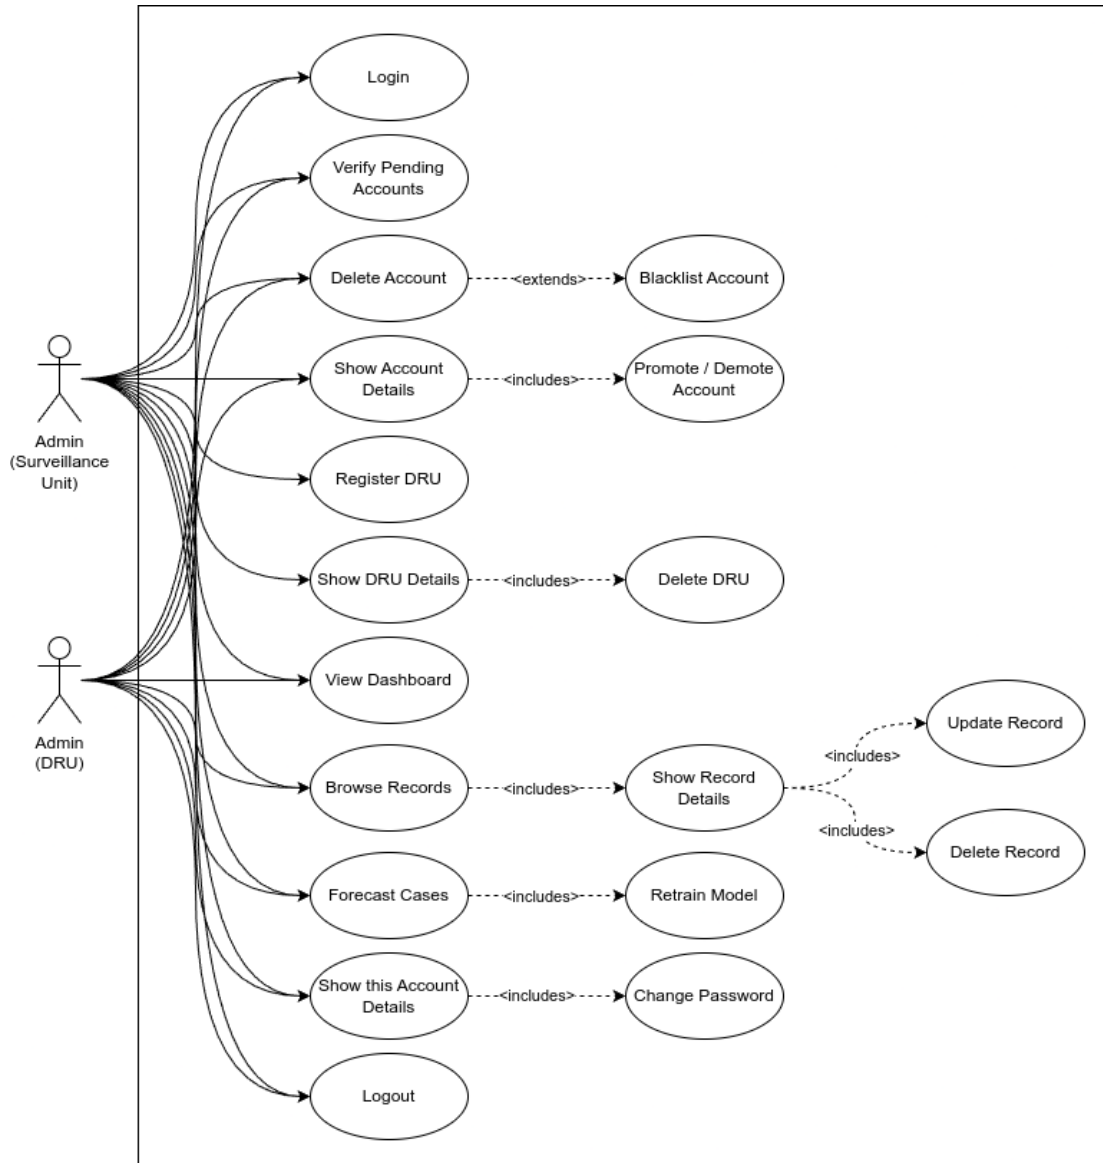 Login
Verify Pending
Accounts
Delete Account
<extends>
Blacklist Account
Show Account
Details
<includes>
Promote / Demote
Account
Admin
(Surveillance
Unit)
Register DRU
Show DRU Details
<includes>
Delete DRU
Admin
(DRU)
View Dashboard
Browse Records
<includes>
Show Record
Details
<includes>
Update Record
<includes>
Delete Record
Forecast Cases
<includes>
Retrain Model
Show this Account
Details
<includes>
Change Password
Logout